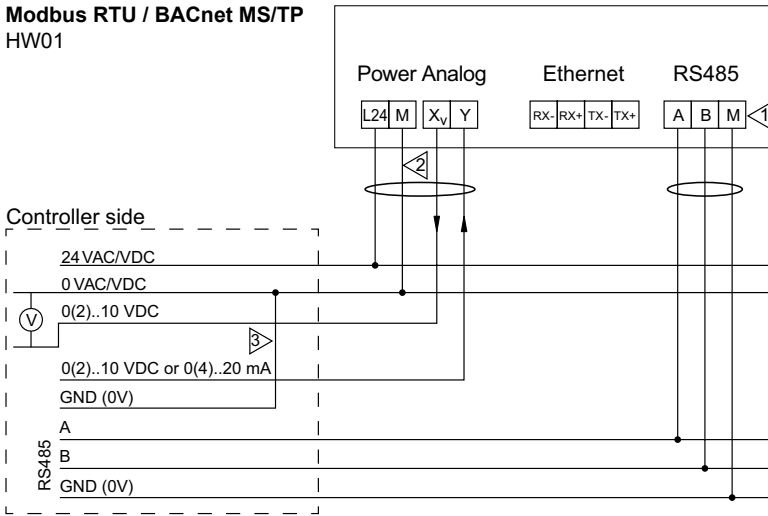 Modbus RTU / BACnet MS/TP
HW01
Power Analog Ethernet RS485
L24 M Xv Y RX- RX+ TX- TX+ A B M 1
2
Controller side
24 VAC/VDC
0 VAC/VDC
V
0(2)..10 VDC
3
0(2)..10 VDC or 0(4)..20 mA
GND (0V)
RS485
A
B
GND (0V)